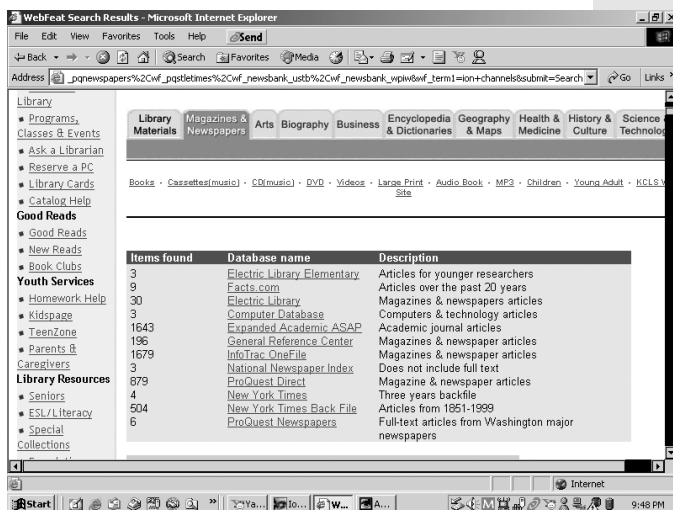 WebFeat Search Results - Microsoft Internet Explorer
File Edit View Favorites Tools Help Send
Back Search Favorites Media
Address _pqnewspapers%2Cwf_pqstletimes%2Cwf_newsbank_ustb%2Cwf_newsbank_wpiw&wf_term1=ion+channels&submit=Search Go Links
Library
Programs,
Classes & Events
Ask a Librarian
Reserve a PC
Library Cards
Catalog Help
Good Reads
Good Reads
New Reads
Book Clubs
Youth Services
Homework Help
Kidspage
TeenZone
Parents &
Caregivers
Library Resources
Seniors
ESL/Literacy
Special
Collections
Library Materials
Magazines & Newspapers
Arts
Biography
Business
Encyclopedia & Dictionaries
Geography & Maps
Health & Medicine
History & Culture
Science
Technolog
Books · Cassettes(music) · CD(music) · DVD · Videos · Large Print · Audio Book · MP3 · Children · Young Adult · KCLS W
Site
Items found Database name Description
3 Electric Library Elementary Articles for younger researchers
9 Facts.com Articles over the past 20 years
30 Electric Library Magazines & newspapers articles
3 Computer Database Computers & technology articles
1643 Expanded Academic ASAP Academic journal articles
196 General Reference Center Magazines & newspapers articles
1679 InfoTrac OneFile Magazines & newspapers articles
3 National Newspaper Index Does not include full text
879 ProQuest Direct Magazine & newspaper articles
4 New York Times Three years backfile
504 New York Times Back File Articles from 1851-1999
6 ProQuest Newspapers Full-text articles from Washington major
newspapers
Internet
Start Ya... Io... W... A... 9:48 PM